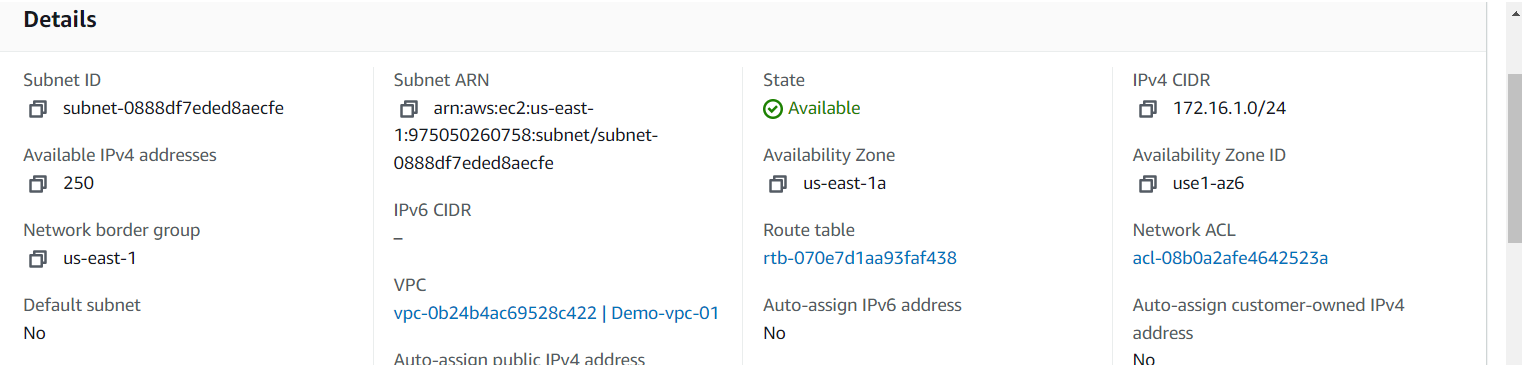 Details
Subnet ID
subnet-0888df7eded8aecfe
Available IPv4 addresses
250
Network border group
us-east-1
Default subnet
No
Subnet ARN
arn:aws:ec2:us-east-
1:975050260758:subnet/subnet-
0888df7eded8aecfe
IPv6 CIDR
–
VPC
vpc-0b24b4ac69528c422 | Demo-vpc-01
Auto-assign public IPv4 address
State
Available
Availability Zone
us-east-1a
Route table
rtb-070e7d1aa93faf438
Auto-assign IPv6 address
No
IPv4 CIDR
172.16.1.0/24
Availability Zone ID
use1-az6
Network ACL
acl-08b0a2afe4642523a
Auto-assign customer-owned IPv4
address
No